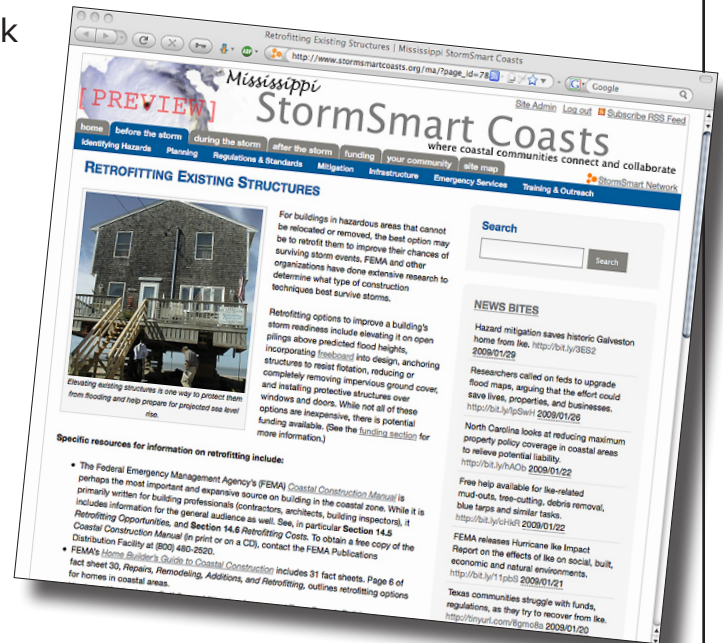 k
Retrofitting Existing Structures | Mississippi StormSmart Coasts
http://www.stormsmartcoasts.org/ma/?page_id=78
Google
Site Admin Log out Subscribe RSS Feed
[PREVIEW]
Mississippi
StormSmart Coasts
where coastal communities connect and collaborate
home before the storm during the storm after the storm funding your community site map
StormSmart Network
Identifying Hazards Planning Regulations & Standards Mitigation Infrastructure Emergency Services Training & Outreach
RETROFITTING EXISTING STRUCTURES
For buildings in hazardous areas that cannot
be relocated or removed, the best option may
be to retrofit them to improve their chances of
surviving storm events. FEMA and other
organizations have done extensive research to
determine what type of construction
techniques best survive storms.
Retrofitting options to improve a building's
storm readiness include elevating it on open
pilings above predicted flood heights,
incorporating freeboard into design, anchoring
structures to resist flotation, reducing or
completely removing impervious ground cover,
and installing protective structures over
windows and doors. While not all of these
options are inexpensive, there is potential
funding available. (See the funding section for
more information.)
Elevating existing structures is one way to protect them
from flooding and help prepare for projected sea level
rise.
Specific resources for information on retrofitting include:
• The Federal Emergency Management Agency's (FEMA) Coastal Construction Manual is
perhaps the most important and expansive source on building in the coastal zone. While it is
primarily written for building professionals (contractors, architects, building inspectors), it
includes information for the general audience as well. See, in particular Section 14.5
Retrofitting Opportunities, and Section 14.6 Retrofitting Costs. To obtain a free copy of the
Coastal Construction Manual (in print or on a CD), contact the FEMA Publications
Distribution Facility at (800) 480-2520.
• FEMA's Home Builder's Guide to Coastal Construction includes 31 fact sheets. Page 6 of
fact sheet 30, Repairs, Remodeling, Additions, and Retrofitting, outlines retrofitting options
for homes in coastal areas.
Search
Search
NEWS BITES
Hazard mitigation saves historic Galveston
home from Ike. http://bit.ly/3ES2
2009/01/29
Researchers called on feds to upgrade
flood maps, arguing that the effort could
save lives, properties, and businesses.
http://bit.ly/IpSwH 2009/01/26
North Carolina looks at reducing maximum
property policy coverage in coastal areas
to relieve potential liability.
http://bit.ly/hAOb 2009/01/22
Free help available for Ike-related
mud-outs, tree-cutting, debris removal,
blue tarps and similar tasks.
http://bit.ly/cHkR 2009/01/22
FEMA releases Hurricane Ike Impact
Report on the effects of Ike on social, built,
economic and natural environments.
http://bit.ly/11pbS 2009/01/21
Texas communities struggle with funds,
regulations, as they try to recover from Ike.
http://tinyurl.com/8gmo8a 2009/01/20